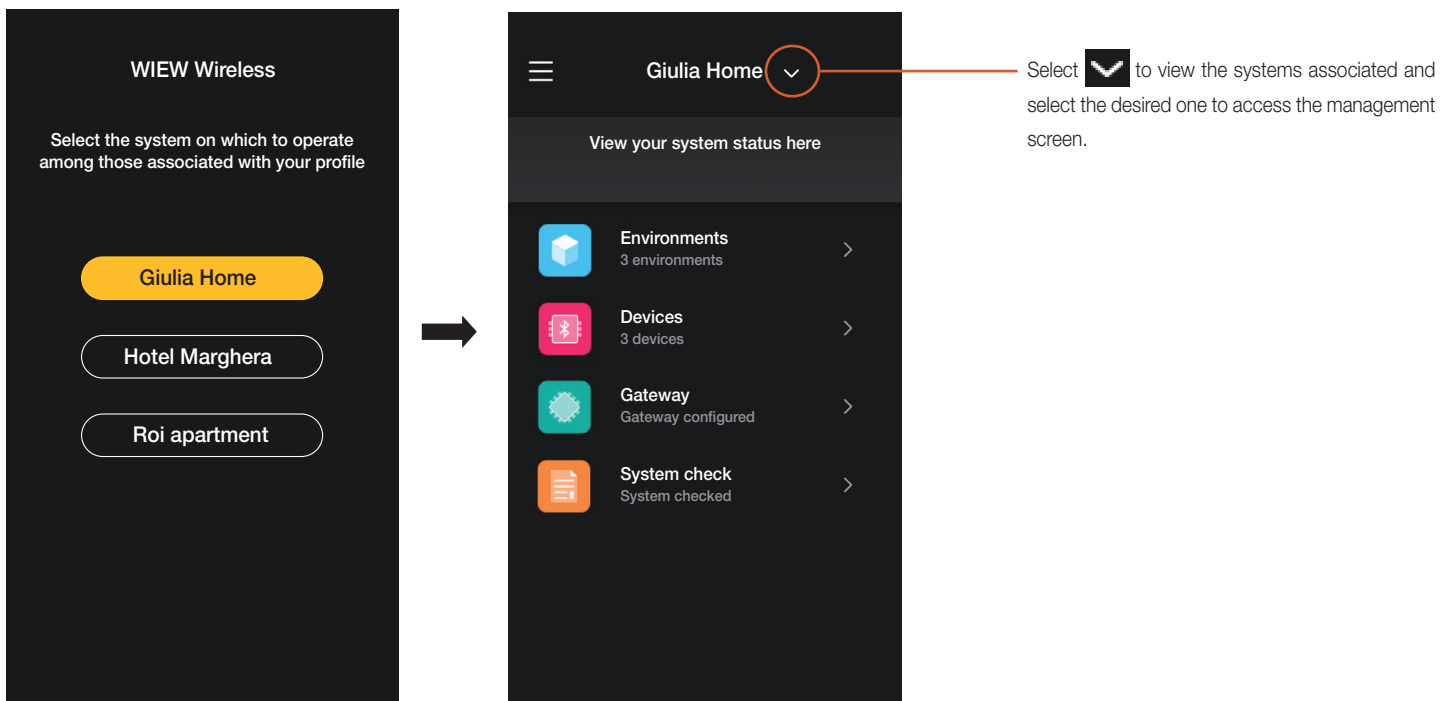 WIEW Wireless
Select the system on which to operate
among those associated with your profile
Giulia Home
Hotel Marghera
Roi apartment
Giulia Home
View your system status here
Environments
3 environments
Devices
3 devices
Gateway
Gateway configured
System check
System checked
Select to view the systems associated and
select the desired one to access the management
screen.